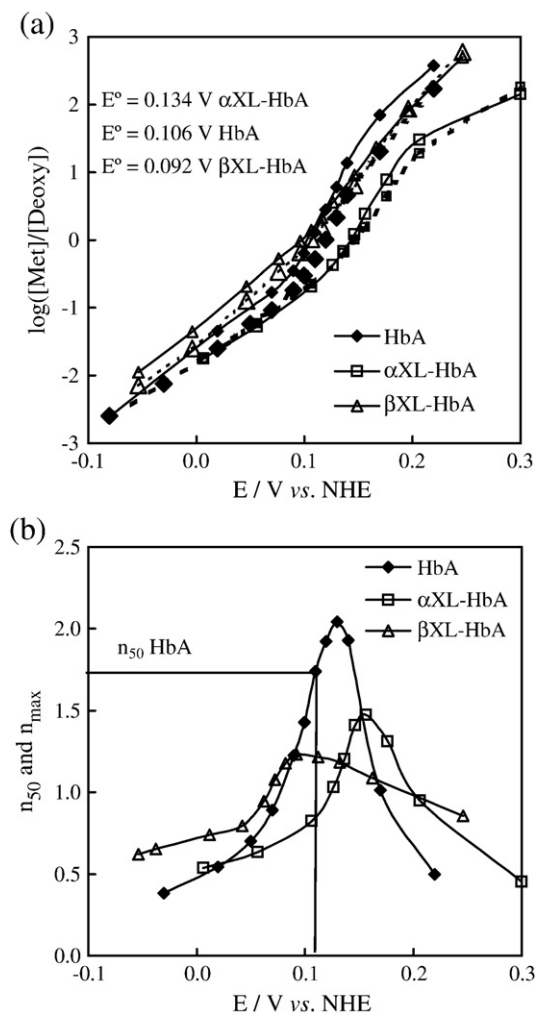 (a)
3
2
1
0
-1
-2
-3
log([Met]/[Deoxy])
E° = 0.134 V αXL-HbA
E° = 0.106 V HbA
E° = 0.092 V βXL-HbA
HbA
αXL-HbA
βXL-HbA
-0.1 0.0 0.1 0.2 0.3
E / V vs. NHE
(b)
2.5
2.0
1.5
1.0
0.5
0.0
n50 and nmax
n50 HbA
HbA
αXL-HbA
βXL-HbA
-0.1 0.0 0.1 0.2 0.3
E / V vs. NHE